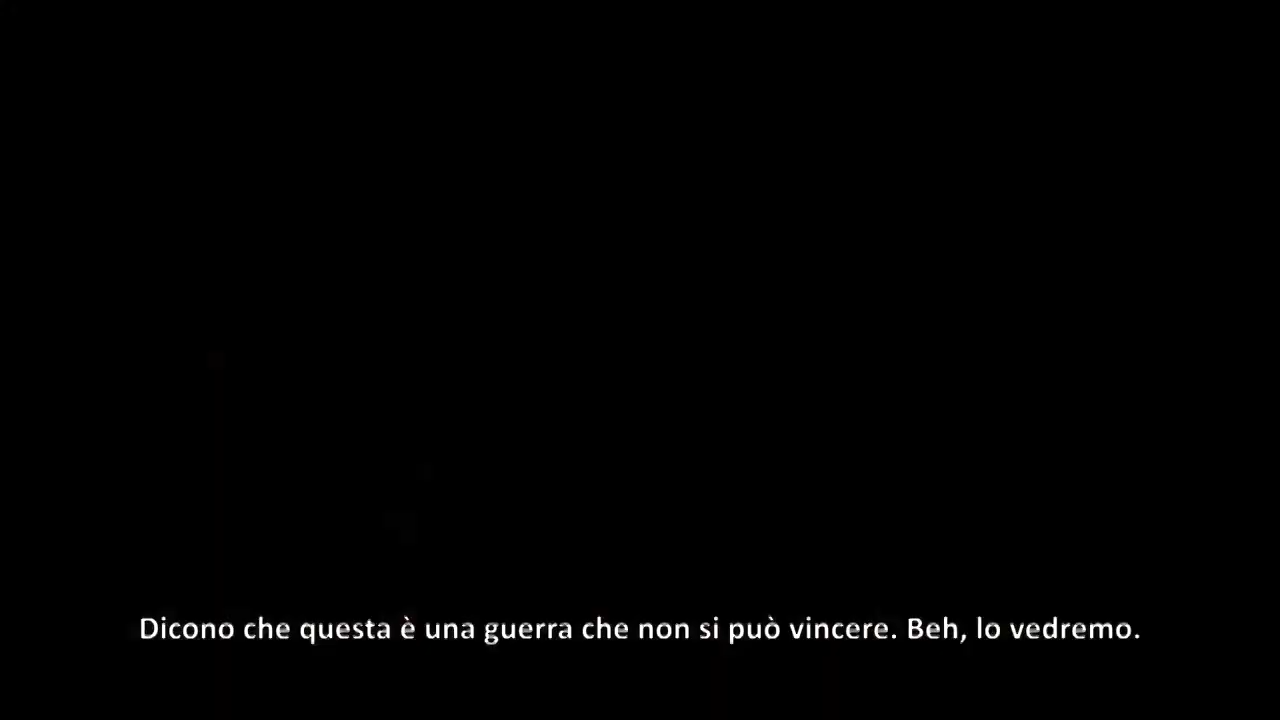 Dicono che questa è una guerra che non si può vincere. Beh, lo vedremo.